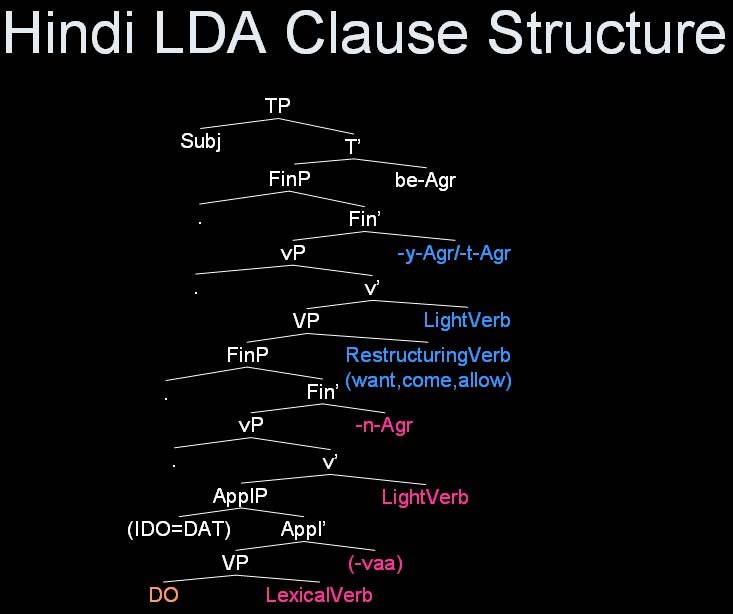 Hindi LDA Clause Structure
TP
Subj
T’
FinP
be-Agr
.
Fin’
vP
-y-Agr/-t-Agr
.
v’
VP
LightVerb
FinP
RestructuringVerb
.
Fin’
(want,come,allow)
vP
-n-Agr
.
v’
ApplP
LightVerb
(IDO=DAT)
Appl’
VP
(-vaa)
DO
LexicalVerb